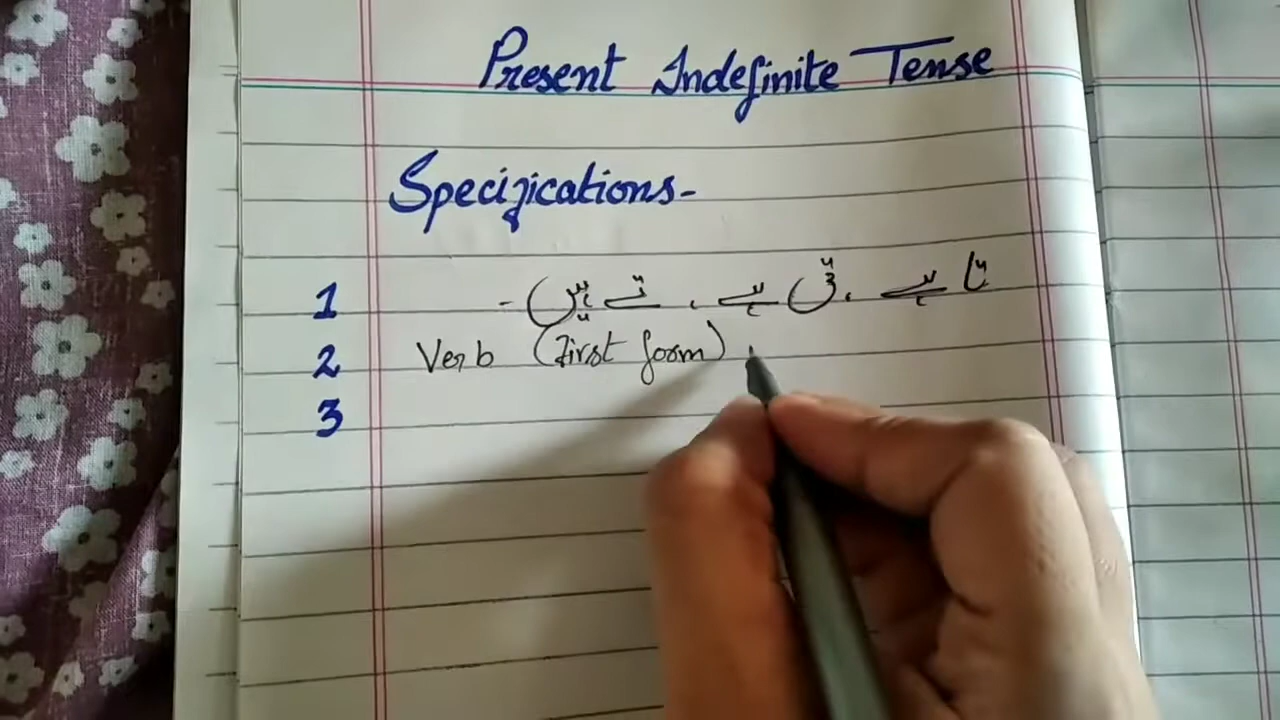 Present Indefinite Tense
Specifications-
1 تا ہے ، تی ہے ، تے ہیں -
2 Verb (first form)
3